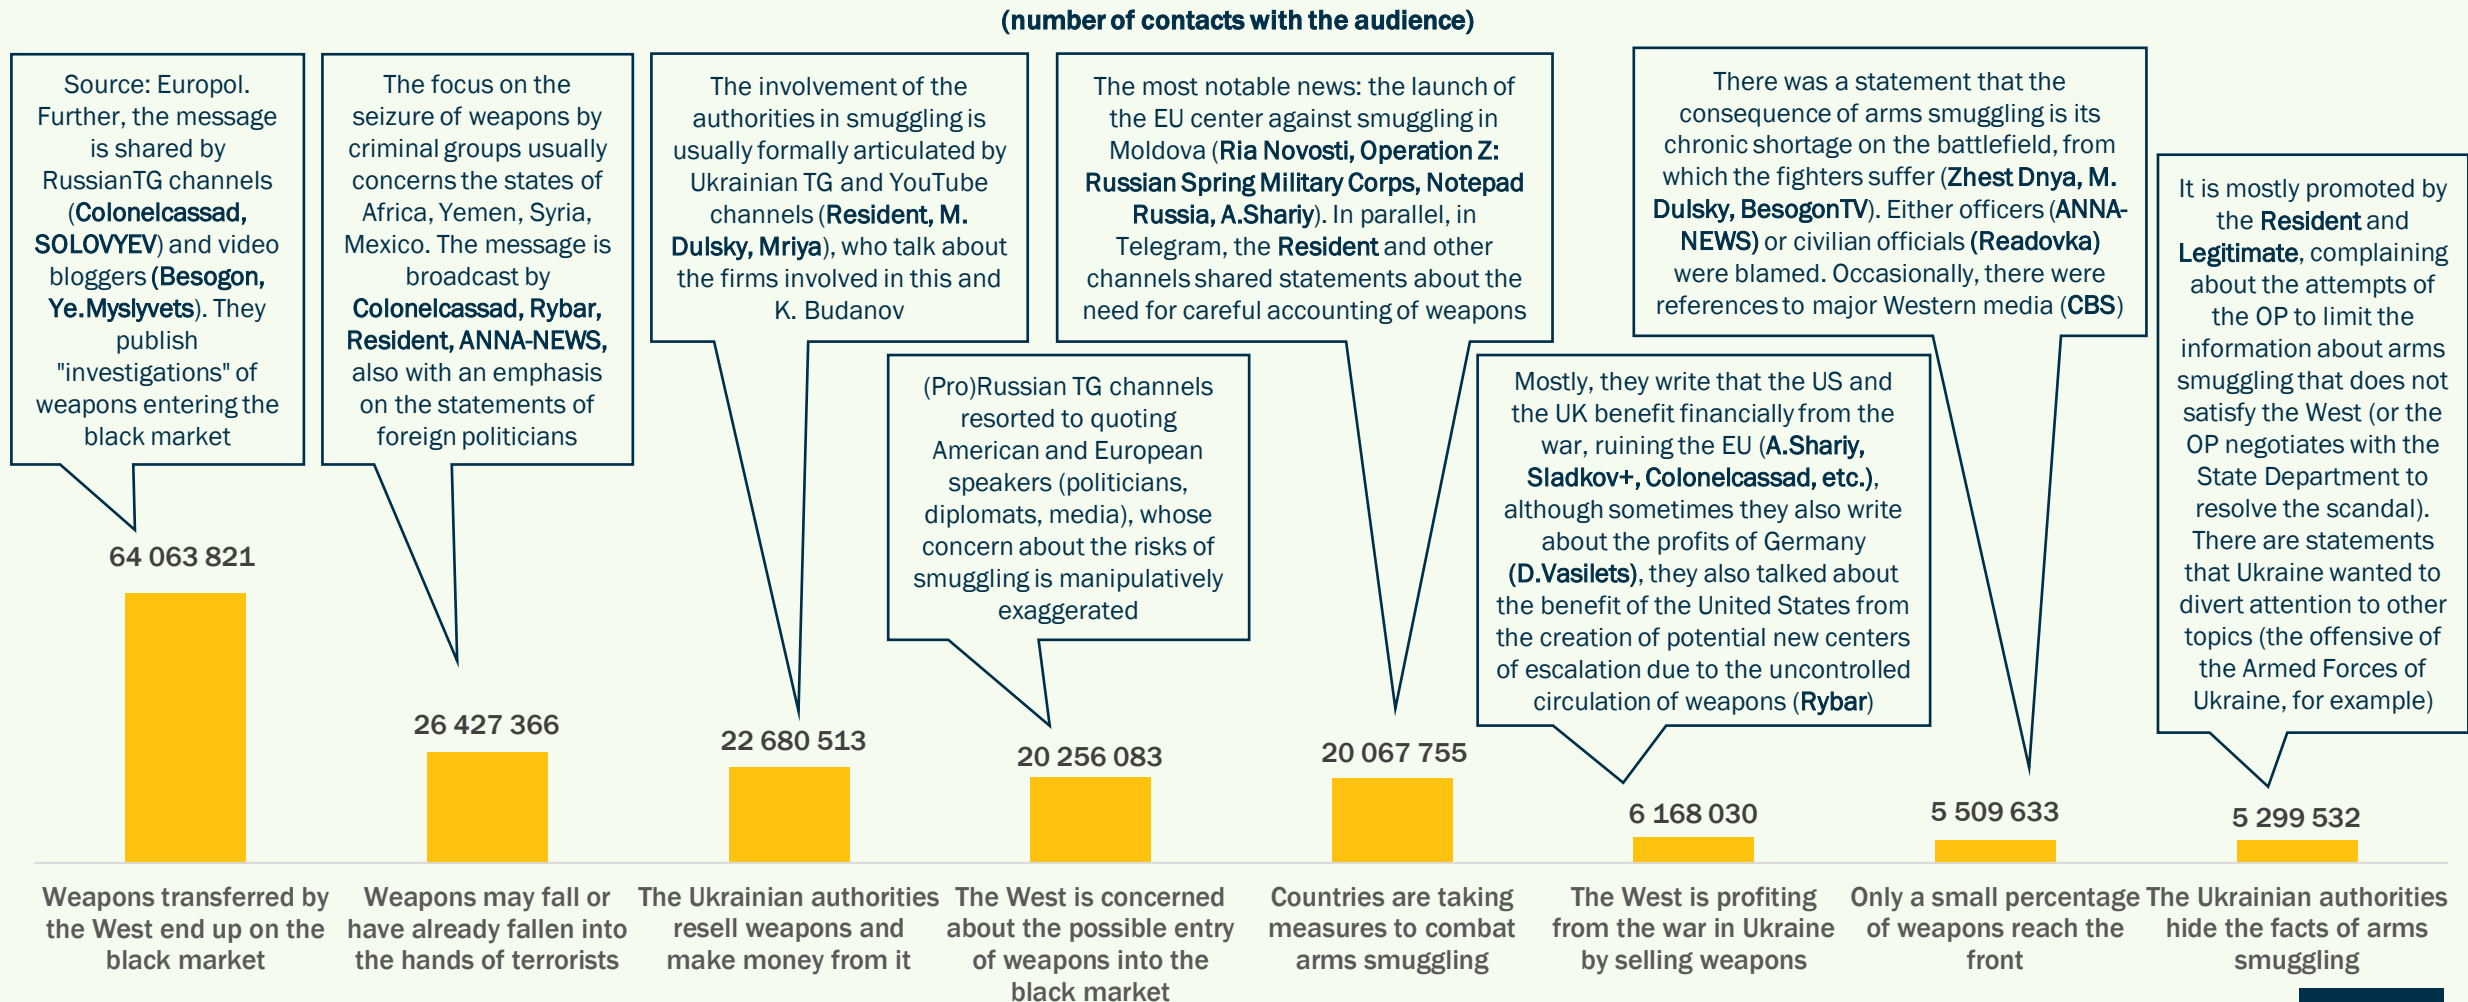 (number of contacts with the audience)
Source: Europol.
Further, the message
is shared by
RussianTG channels
(Colonelcassad,
SOLOVYEV) and video
bloggers (Besogon,
Ye.Myslyvets). They
publish
"investigations" of
weapons entering the
black market
The focus on the
seizure of weapons by
criminal groups usually
concerns the states of
Africa, Yemen, Syria,
Mexico. The message is
broadcast by
Colonelcassad, Rybar,
Resident, ANNA-NEWS,
also with an emphasis
on the statements of
foreign politicians
The involvement of the
authorities in smuggling is
usually formally articulated by
Ukrainian TG and YouTube
channels (Resident, M.
Dulsky, Mriya), who talk about
the firms involved in this and
K. Budanov
(Pro)Russian TG channels
resorted to quoting
American and European
speakers (politicians,
diplomats, media), whose
concern about the risks of
smuggling is manipulatively
exaggerated
The most notable news: the launch of
the EU center against smuggling in
Moldova (Ria Novosti, Operation Z:
Russian Spring Military Corps, Notepad
Russia, A.Shariy). In parallel, in
Telegram, the Resident and other
channels shared statements about the
need for careful accounting of weapons
Mostly, they write that the US and
the UK benefit financially from the
war, ruining the EU (A.Shariy,
Sladkov+, Colonelcassad, etc.),
although sometimes they also write
about the profits of Germany
(D.Vasilets), they also talked about
the benefit of the United States from
the creation of potential new centers
of escalation due to the uncontrolled
circulation of weapons (Rybar)
There was a statement that the
consequence of arms smuggling is its
chronic shortage on the battlefield, from
which the fighters suffer (Zhest Dnya, M.
Dulsky, BesogonTV). Either officers (ANNA-
NEWS) or civilian officials (Readovka)
were blamed. Occasionally, there were
references to major Western media (CBS)
It is mostly promoted by
the Resident and
Legitimate, complaining
about the attempts of
the OP to limit the
information about arms
smuggling that does not
satisfy the West (or the
OP negotiates with the
State Department to
resolve the scandal).
There are statements
that Ukraine wanted to
divert attention to other
topics (the offensive of
the Armed Forces of
Ukraine, for example)
64 063 821
26 427 366
22 680 513
20 256 083
20 067 755
6 168 030
5 509 633
5 299 532
Weapons transferred by
the West end up on the
black market
Weapons may fall or
have already fallen into
the hands of terrorists
The Ukrainian authorities
resell weapons and
make money from it
The West is concerned
about the possible entry
of weapons into the
black market
Countries are taking
measures to combat
arms smuggling
The West is profiting
from the war in Ukraine
by selling weapons
Only a small percentage
of weapons reach the
front
The Ukrainian authorities
hide the facts of arms
smuggling